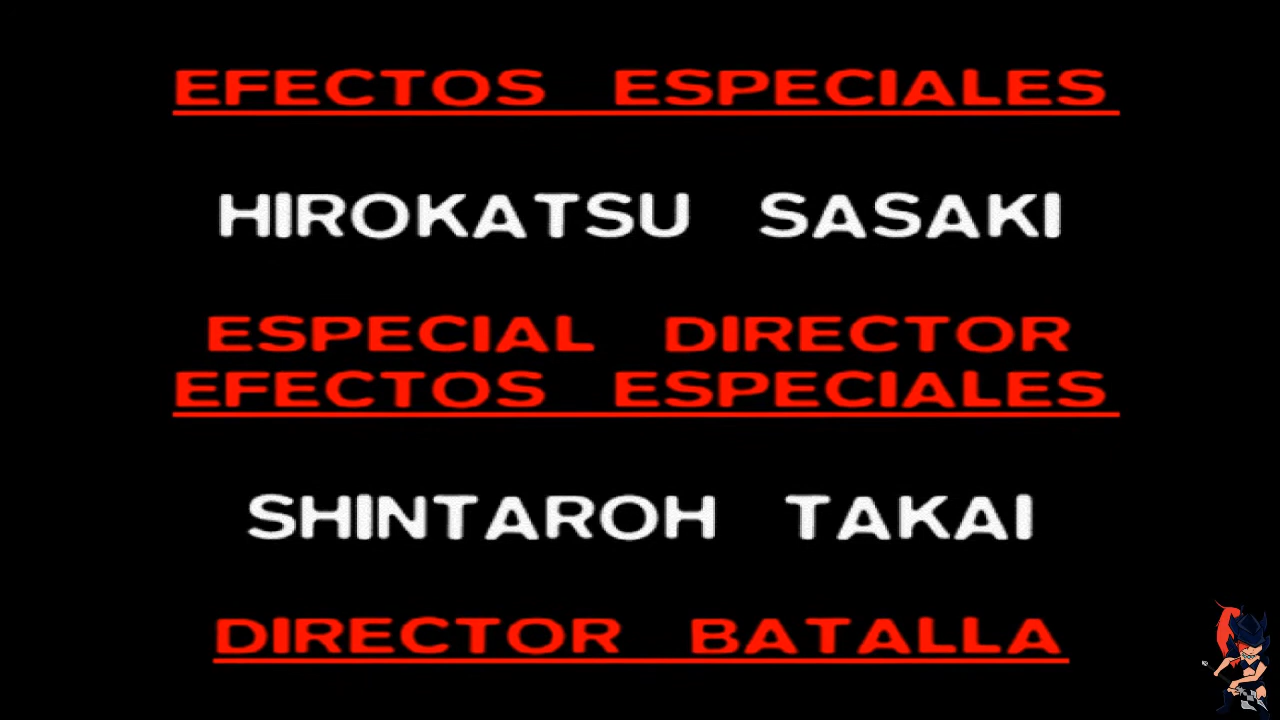 EFECTOS ESPECIALES
HIROKATSU SASAKI
ESPECIAL DIRECTOR
EFECTOS ESPECIALES
SHINTAROH TAKAI
DIRECTOR BATALLA